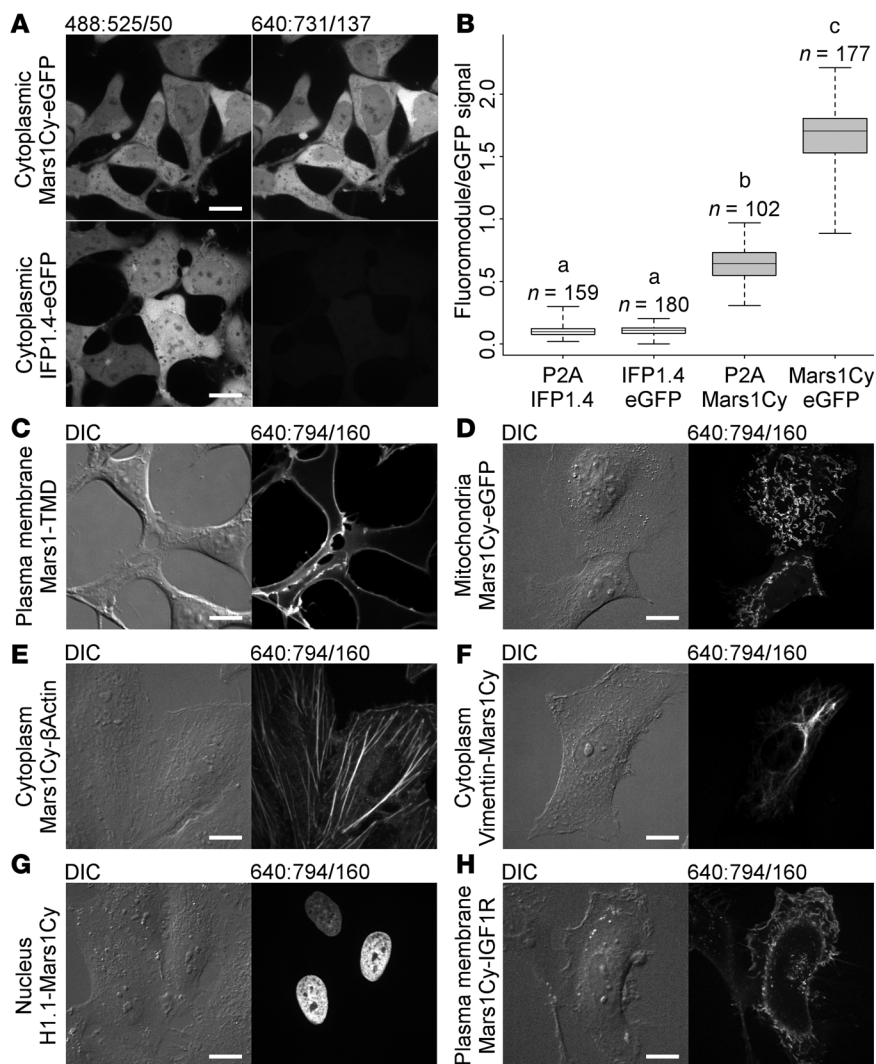 A
488:525/50
640:731/137
Cytoplasmic
Mars1Cy-eGFP
Cytoplasmic
IFP1.4-eGFP
B
Fluoromodule/eGFP signal
2.0
1.5
1.0
0.5
0.0
a
n = 159
a
n = 180
b
n = 102
c
n = 177
P2A
IFP1.4
IFP1.4
eGFP
P2A
Mars1Cy
Mars1Cy
eGFP
C
DIC
640:794/160
Plasma membrane
Mars1-TMD
D
DIC
640:794/160
Mitochondria
Mars1Cy-eGFP
E
DIC
640:794/160
Cytoplasm
Mars1Cy-βActin
F
DIC
640:794/160
Cytoplasm
Vimentin-Mars1Cy
G
DIC
640:794/160
Nucleus
H1.1-Mars1Cy
H
DIC
640:794/160
Plasma membrane
Mars1Cy-IGF1R